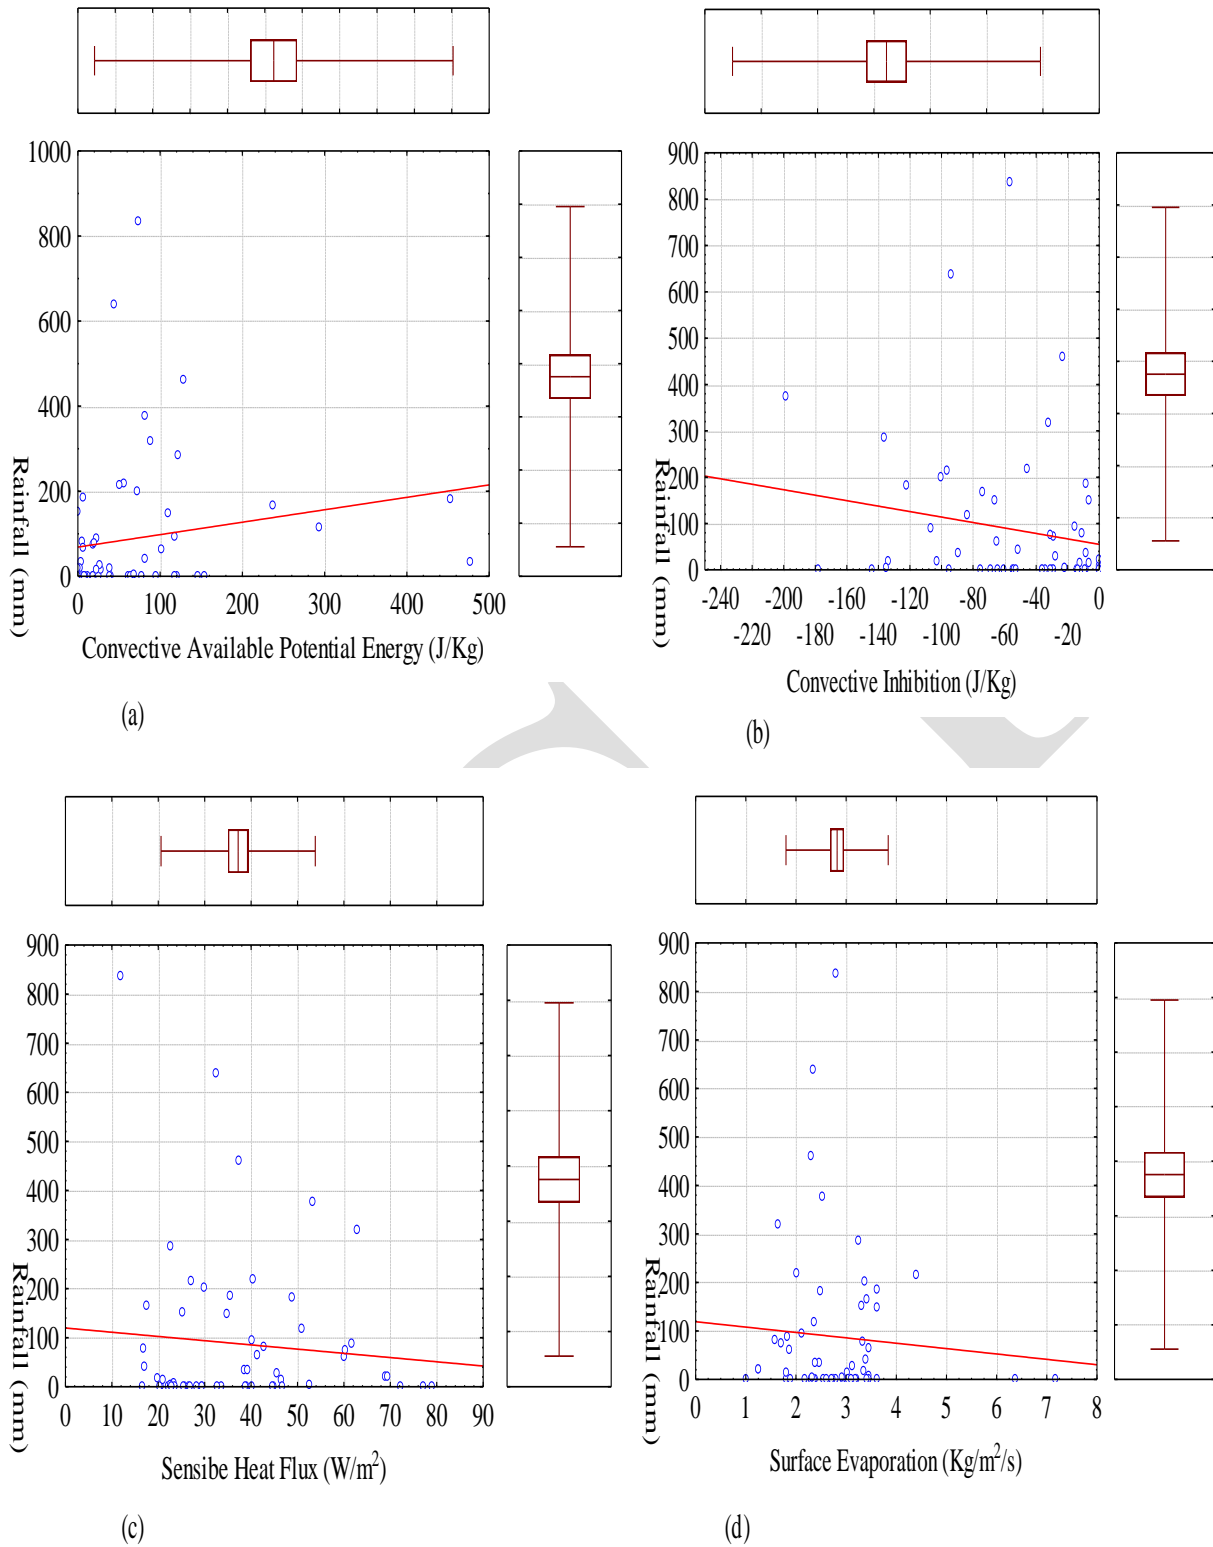 1000
800
600
400
200
0
Rainfall (mm)
0 100 200 300 400 500
Convective Available Potential Energy (J/Kg)
(a)
900
800
700
600
500
400
300
200
100
0
Rainfall (mm)
-240 -200 -160 -120 -80 -40 0
-220 -180 -140 -100 -60 -20
Convective Inhibition (J/Kg)
(b)
900
800
700
600
500
400
300
200
100
0
Rainfall (mm)
0 10 20 30 40 50 60 70 80 90
Sensibe Heat Flux (W/m²)
(c)
900
800
700
600
500
400
300
200
100
0
Rainfall (mm)
0 1 2 3 4 5 6 7 8
Surface Evaporation (Kg/m²/s)
(d)